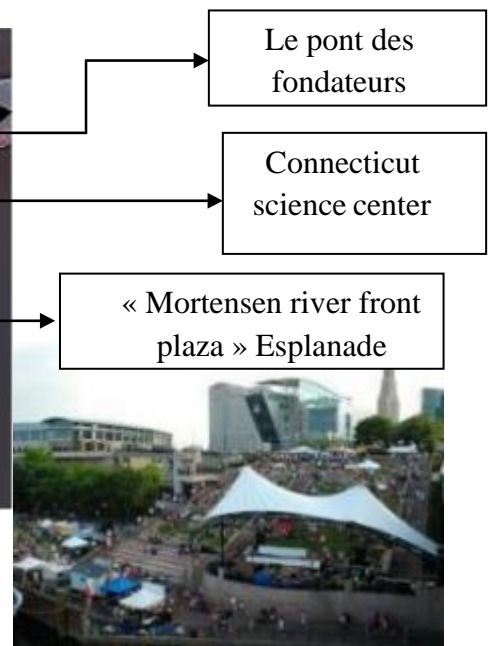 Le pont des
fondateurs
Connecticut
science center
« Mortensen river front
plaza » Esplanade